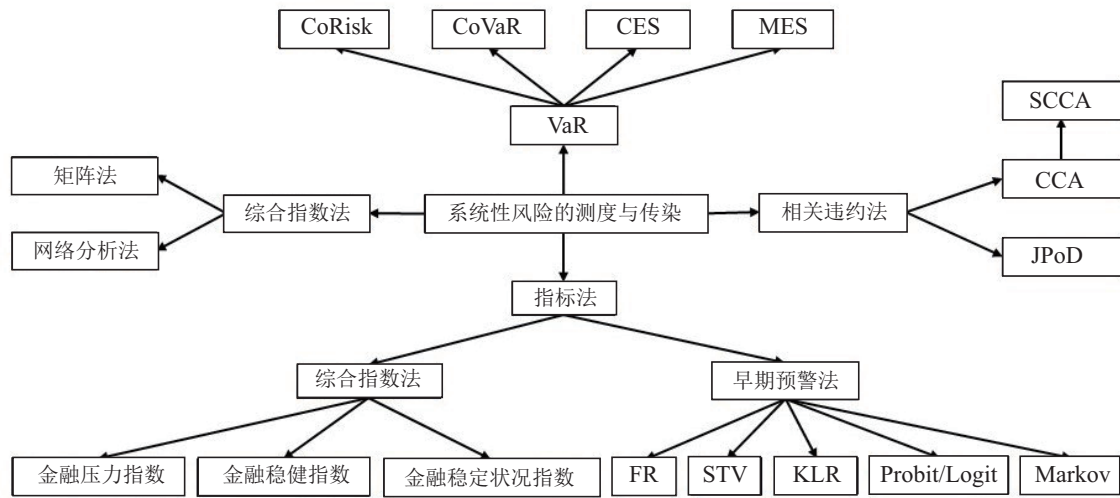 CoRisk
CoVaR
CES
MES
VaR
SCCA
CCA
矩阵法
综合指数法
系统性风险的测度与传染
相关违约法
网络分析法
JPoD
指标法
综合指数法
早期预警法
金融压力指数
金融稳健指数
金融稳定状况指数
FR
STV
KLR
Probit/Logit
Markov